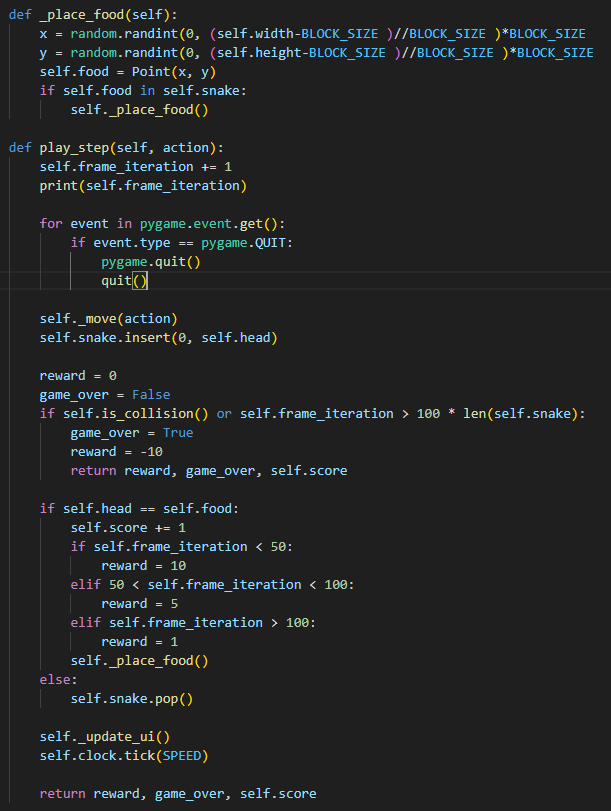 def _place_food(self):
    x = random.randint(0, (self.width-BLOCK_SIZE )//BLOCK_SIZE )*BLOCK_SIZE
    y = random.randint(0, (self.height-BLOCK_SIZE )//BLOCK_SIZE )*BLOCK_SIZE
    self.food = Point(x, y)
    if self.food in self.snake:
        self._place_food()

def play_step(self, action):
    self.frame_iteration += 1
    print(self.frame_iteration)

    for event in pygame.event.get():
        if event.type == pygame.QUIT:
            pygame.quit()
            quit()

    self._move(action)
    self.snake.insert(0, self.head)

    reward = 0
    game_over = False
    if self.is_collision() or self.frame_iteration > 100 * len(self.snake):
        game_over = True
        reward = -10
        return reward, game_over, self.score

    if self.head == self.food:
        self.score += 1
        if self.frame_iteration < 50:
            reward = 10
        elif 50 < self.frame_iteration < 100:
            reward = 5
        elif self.frame_iteration > 100:
            reward = 1
        self._place_food()
    else:
        self.snake.pop()

    self._update_ui()
    self.clock.tick(SPEED)

    return reward, game_over, self.score